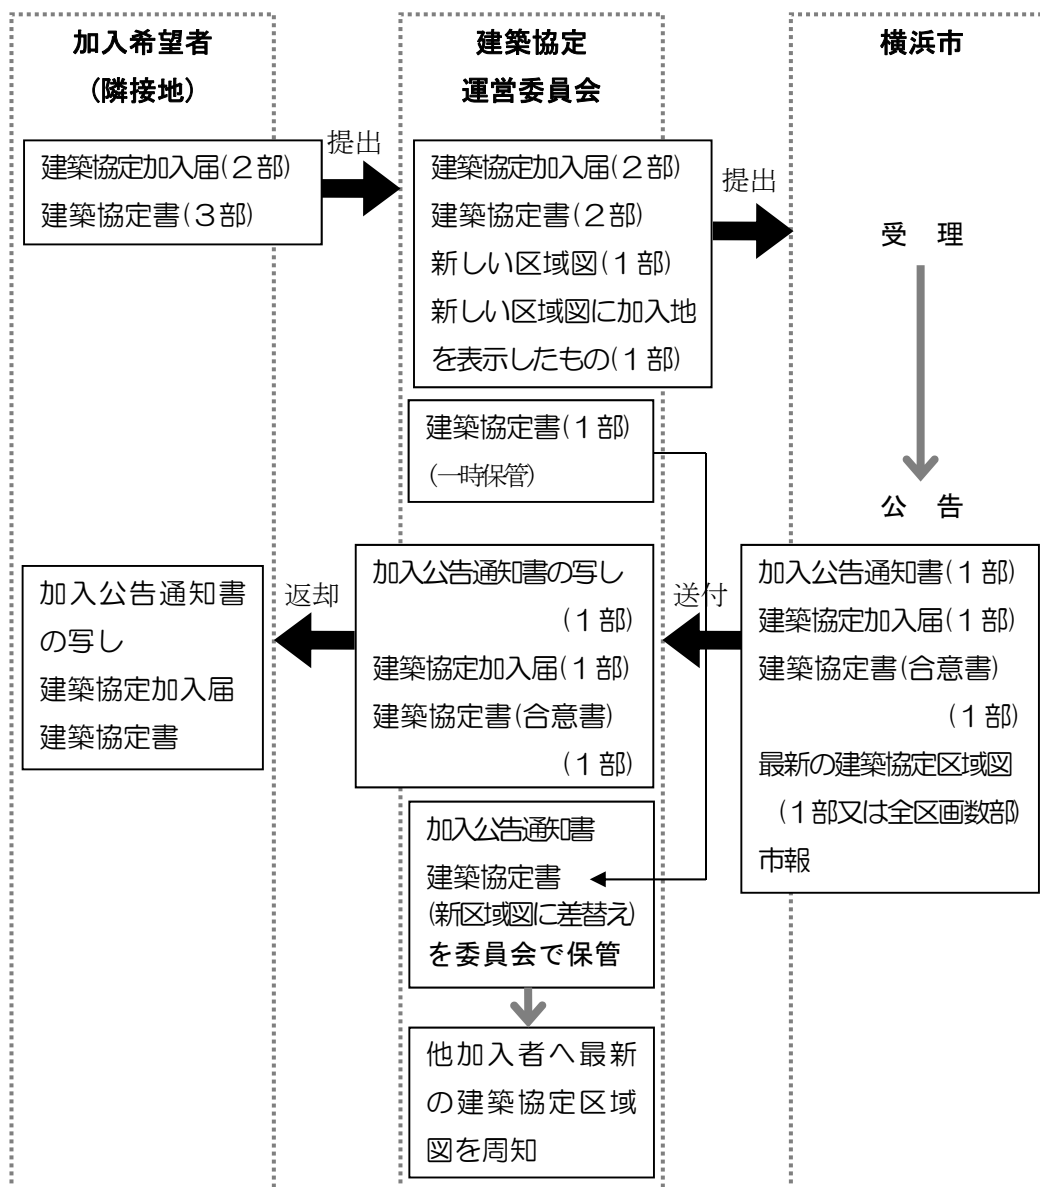 加入希望者
(隣接地)
建築協定
運営委員会
横浜市
建築協定加入届(２部)
建築協定書(３部)
提出
建築協定加入届(２部)
建築協定書(２部)
新しい区域図(１部)
新しい区域図に加入地
を表示したもの(１部)
提出
受　理
建築協定書(１部)
(一時保管)
公　告
加入公告通知書(１部)
建築協定加入届(１部)
建築協定書(合意書)
(１部)
最新の建築協定区域図
(１部又は全区画数部)
市報
送付
加入公告通知書の写し
(１部)
建築協定加入届(１部)
建築協定書(合意書)
(１部)
返却
加入公告通知書
の写し
建築協定加入届
建築協定書
加入公告通知書
建築協定書
(新区域図に差替え)
を委員会で保管
他加入者へ最新
の建築協定区域
図を周知